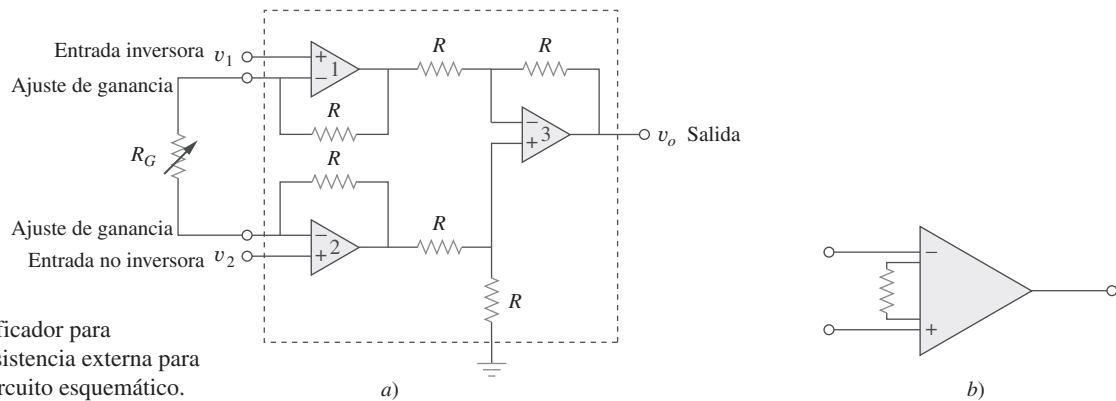 Entrada inversora v1
Ajuste de ganancia
RG
Ajuste de ganancia
Entrada no inversora v2
+
−
1
R
R
R
R
−
+
2
R
R
−
+
3
vo Salida
−
+
ficador para
sistencia externa para
rcuito esquemático.
a)
b)